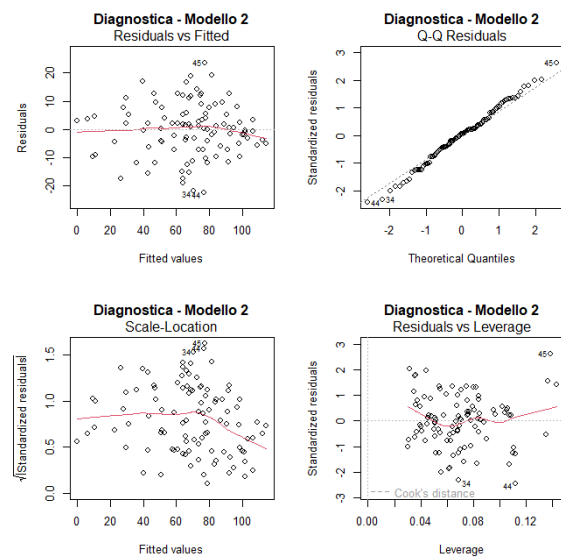 Diagnostica - Modello 2
Residuals vs Fitted
Residuals
20
10
0
-10
-20
45
34
44
0 20 40 60 80 100
Fitted values
Diagnostica - Modello 2
Q-Q Residuals
Standardized residuals
3
2
1
0
-1
-2
45
44
34
-2 -1 0 1 2
Theoretical Quantiles
Diagnostica - Modello 2
Scale-Location
√|Standardized residuals|
1.5
1.0
0.5
0.0
45
34
44
0 20 40 60 80 100
Fitted values
Diagnostica - Modello 2
Residuals vs Leverage
Standardized residuals
3
2
1
0
-1
-2
-3
45
34
44
Cook's distance
0.00 0.04 0.08 0.12
Leverage